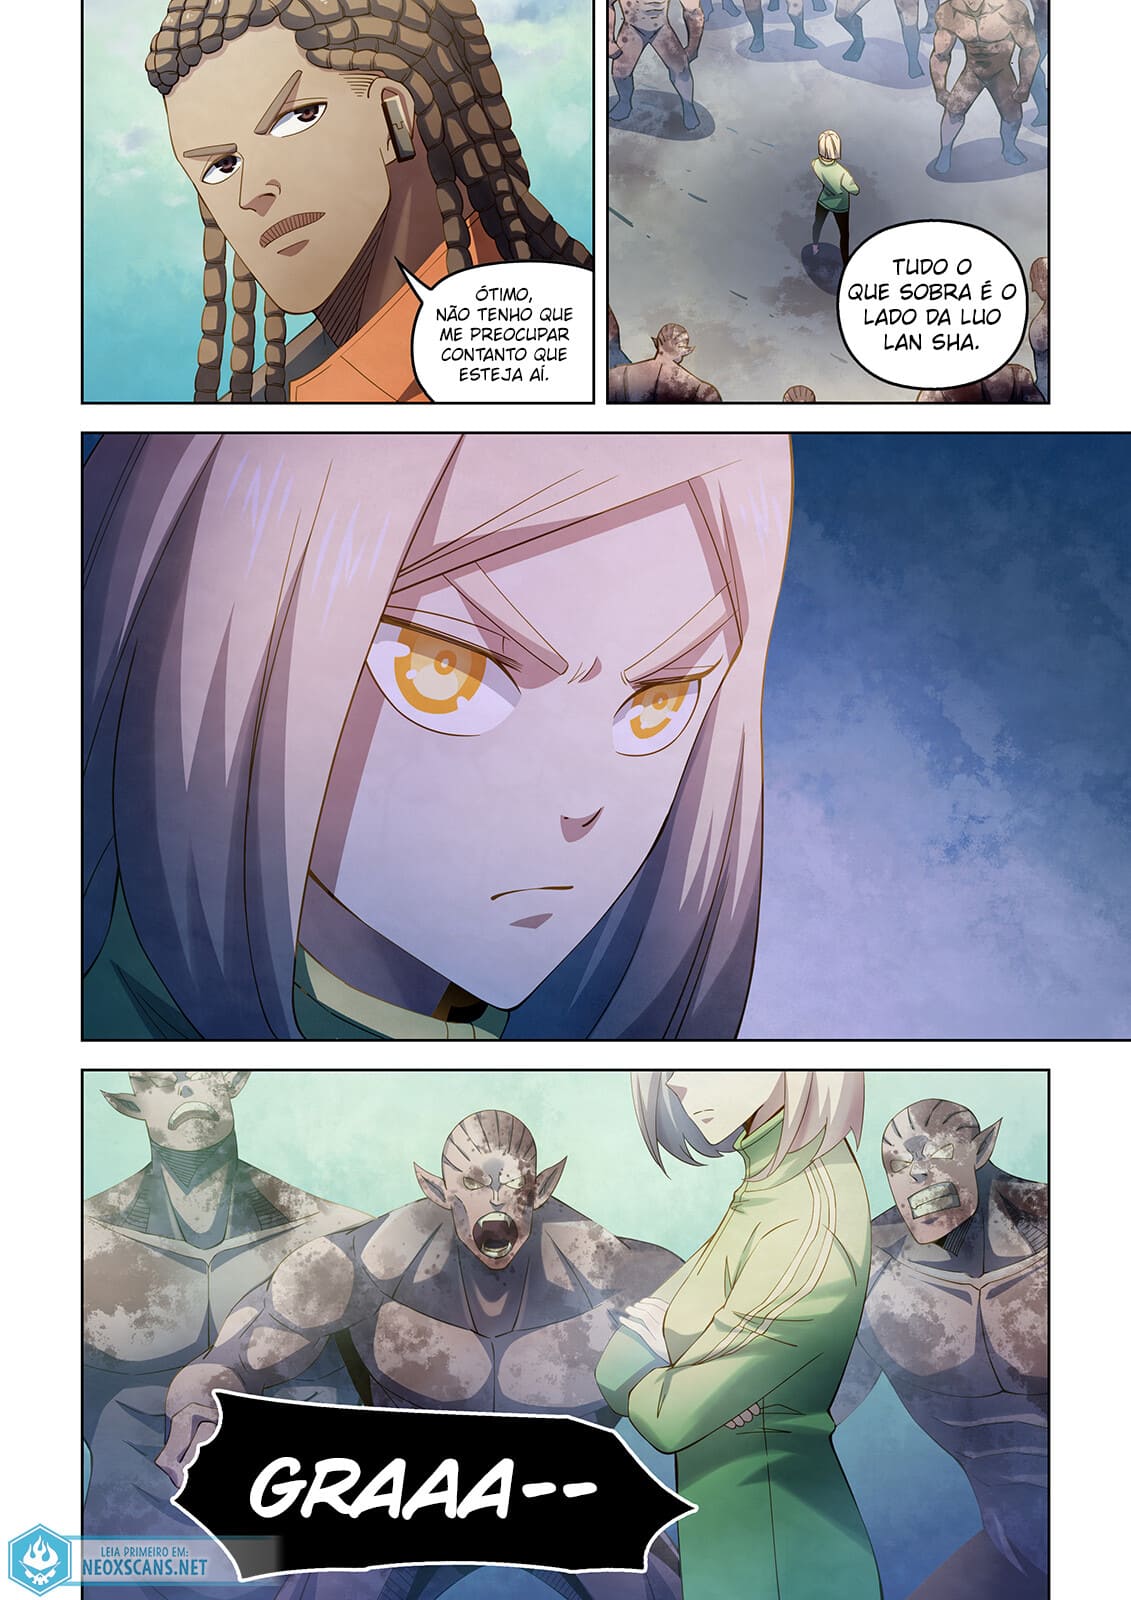 ÓTIMO,
NÃO TENHO QUE
ME PREOCUPAR
CONTANTO QUE
ESTEJA AÍ.
TUDO O
QUE SOBRA É O
LADO DA LUO
LAN SHA.
GRAAA--
LEIA PRIMEIRO EM:
NEOXSCANS.NET